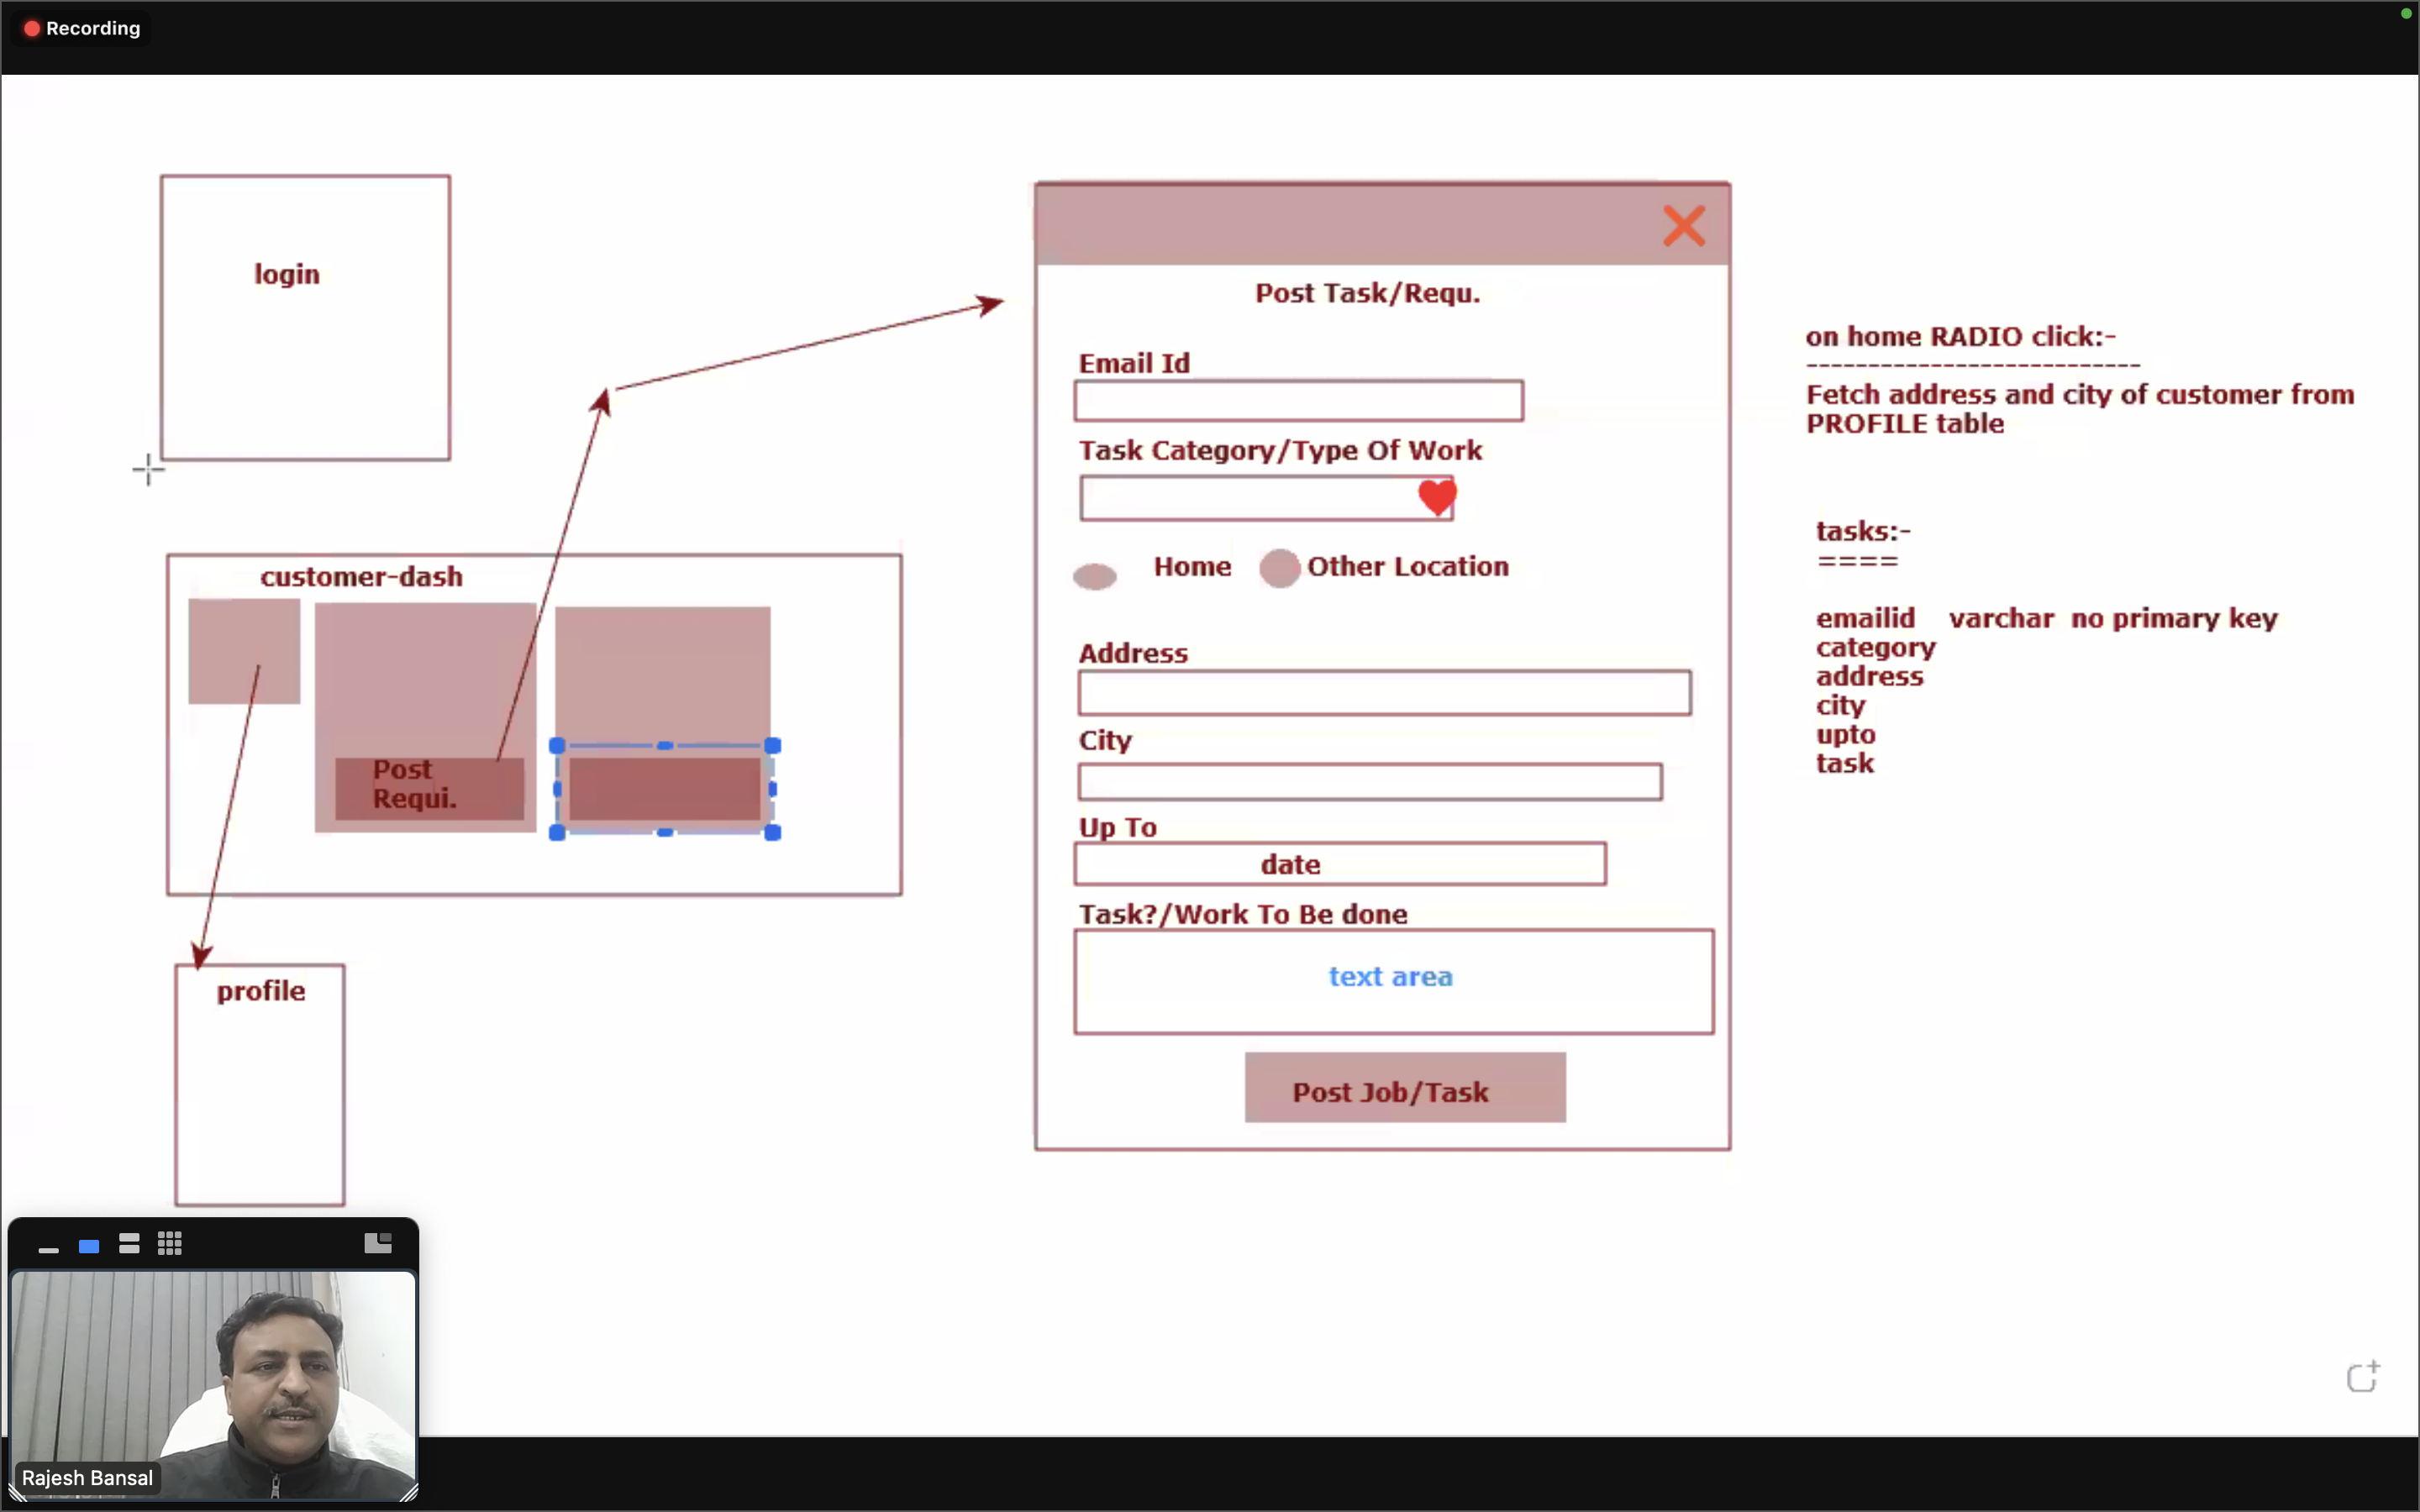 Recording
login
customer-dash
Post
Requi.
profile
Post Task/Requ.
Email Id
Task Category/Type Of Work
Home
Other Location
Address
City
Up To
date
Task?/Work To Be done
text area
Post Job/Task
on home RADIO click:-
---------------------------
Fetch address and city of customer from
PROFILE table
tasks:-
====
emailid varchar no primary key
category
address
city
upto
task
Rajesh Bansal